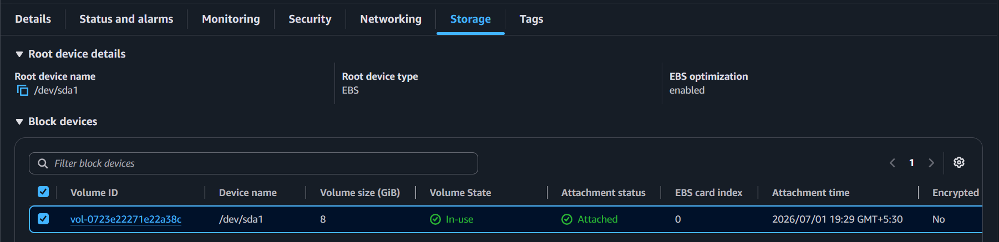 Details Status and alarms Monitoring Security Networking Storage Tags
Root device details
Root device name Root device type EBS optimization
/dev/sda1 EBS enabled
Block devices
Filter block devices 1
Volume ID Device name Volume size (GiB) Volume State Attachment status EBS card index Attachment time Encrypted
vol-0723e22271e22a38c /dev/sda1 8 In-use Attached 0 2026/07/01 19:29 GMT+5:30 No